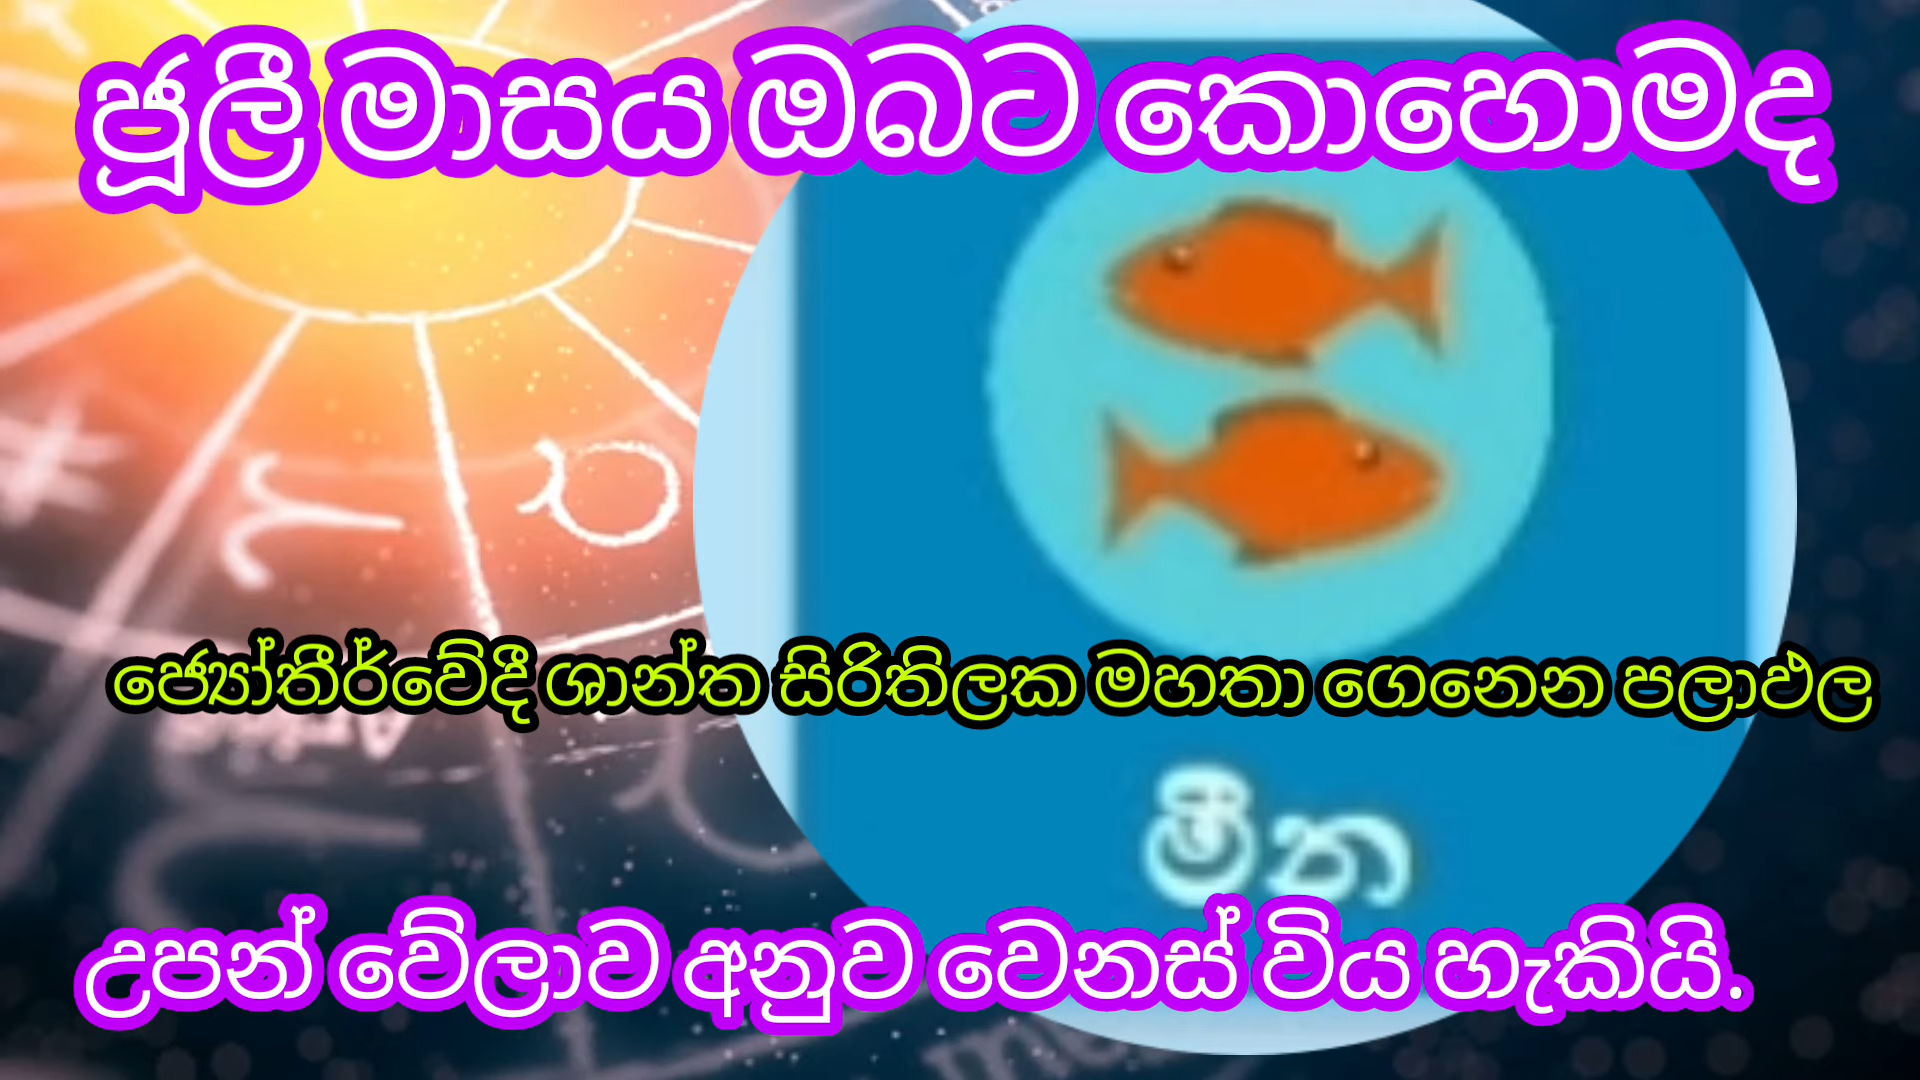 ජූලි මාසය ඔබට කොහොමද
ජ්‍යෝතීර්වේදී ශාන්ත සිරිතිලක මහතා ගෙනෙන පලාඵල
මීන
උපන් වේලාව අනුව වෙනස් විය හැකියි.